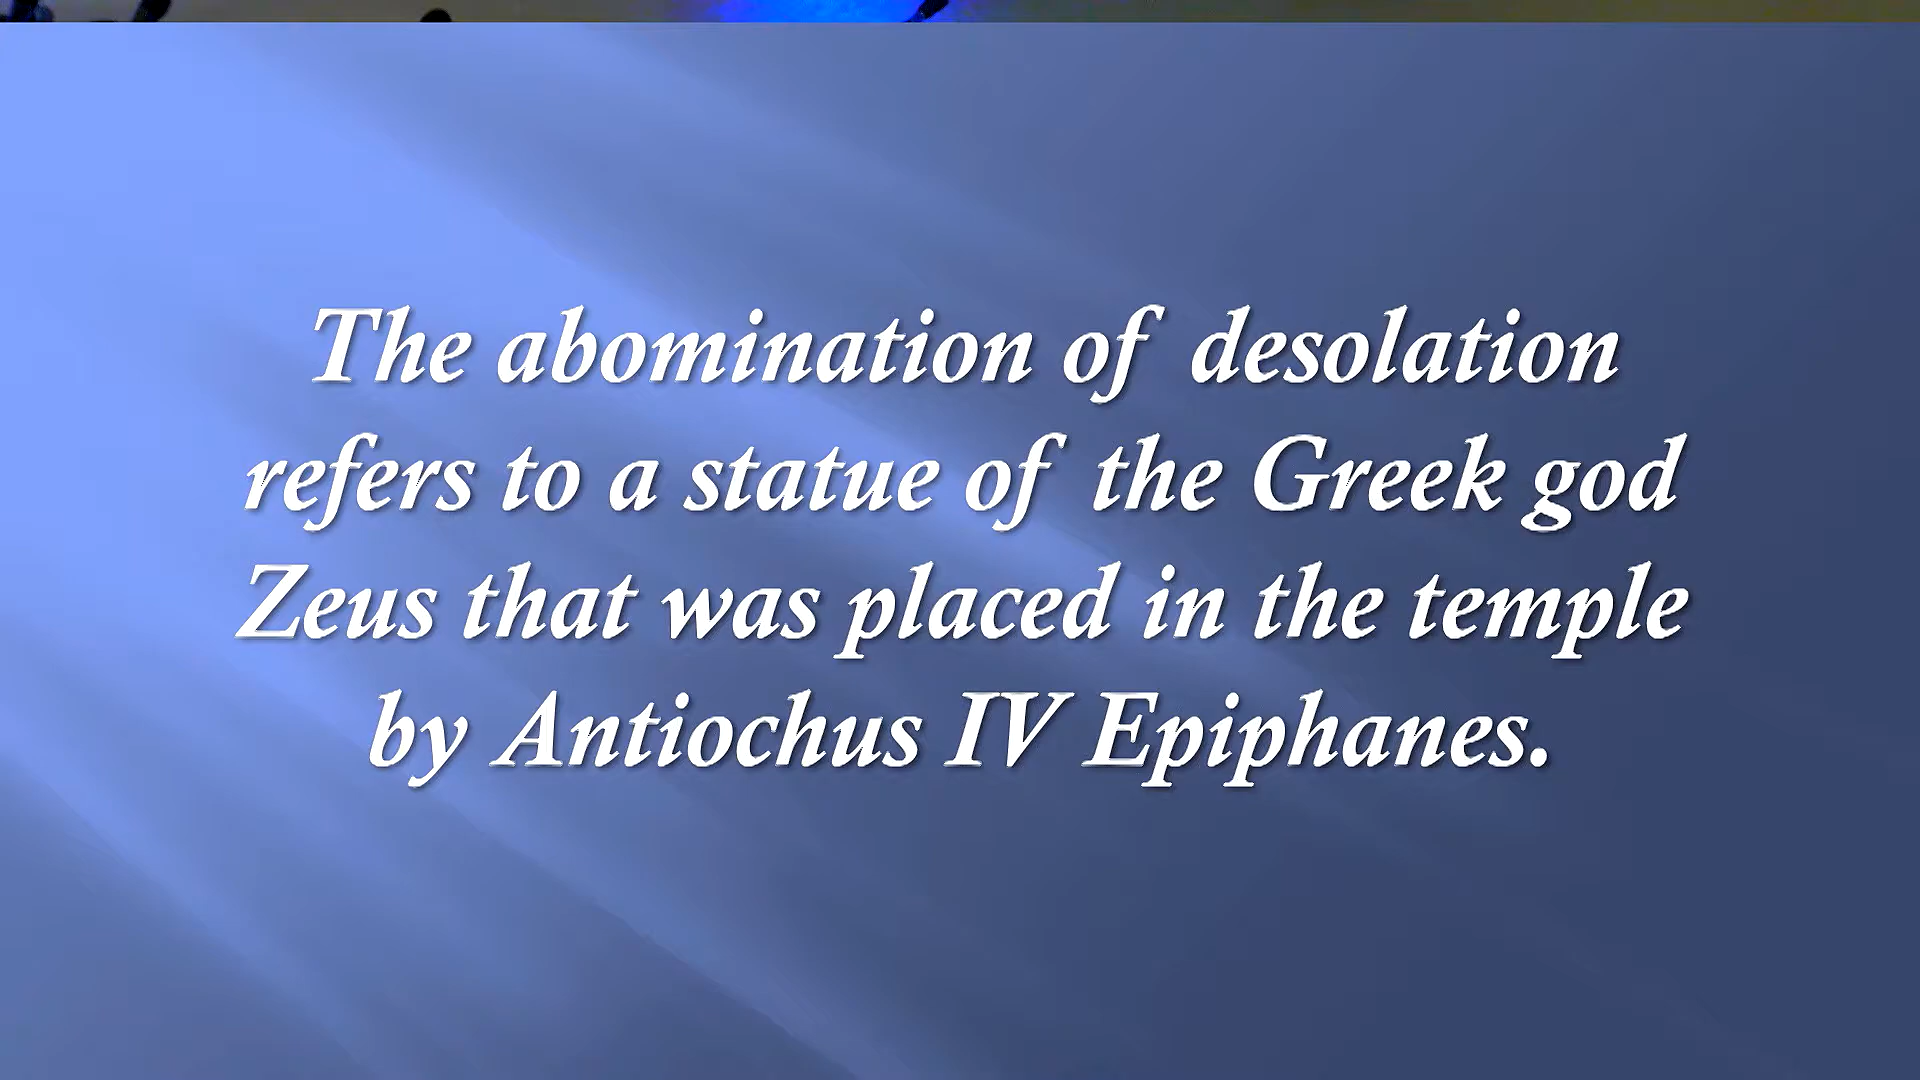 The abomination of desolation
refers to a statue of the Greek god
Zeus that was placed in the temple
by Antiochus IV Epiphanes.